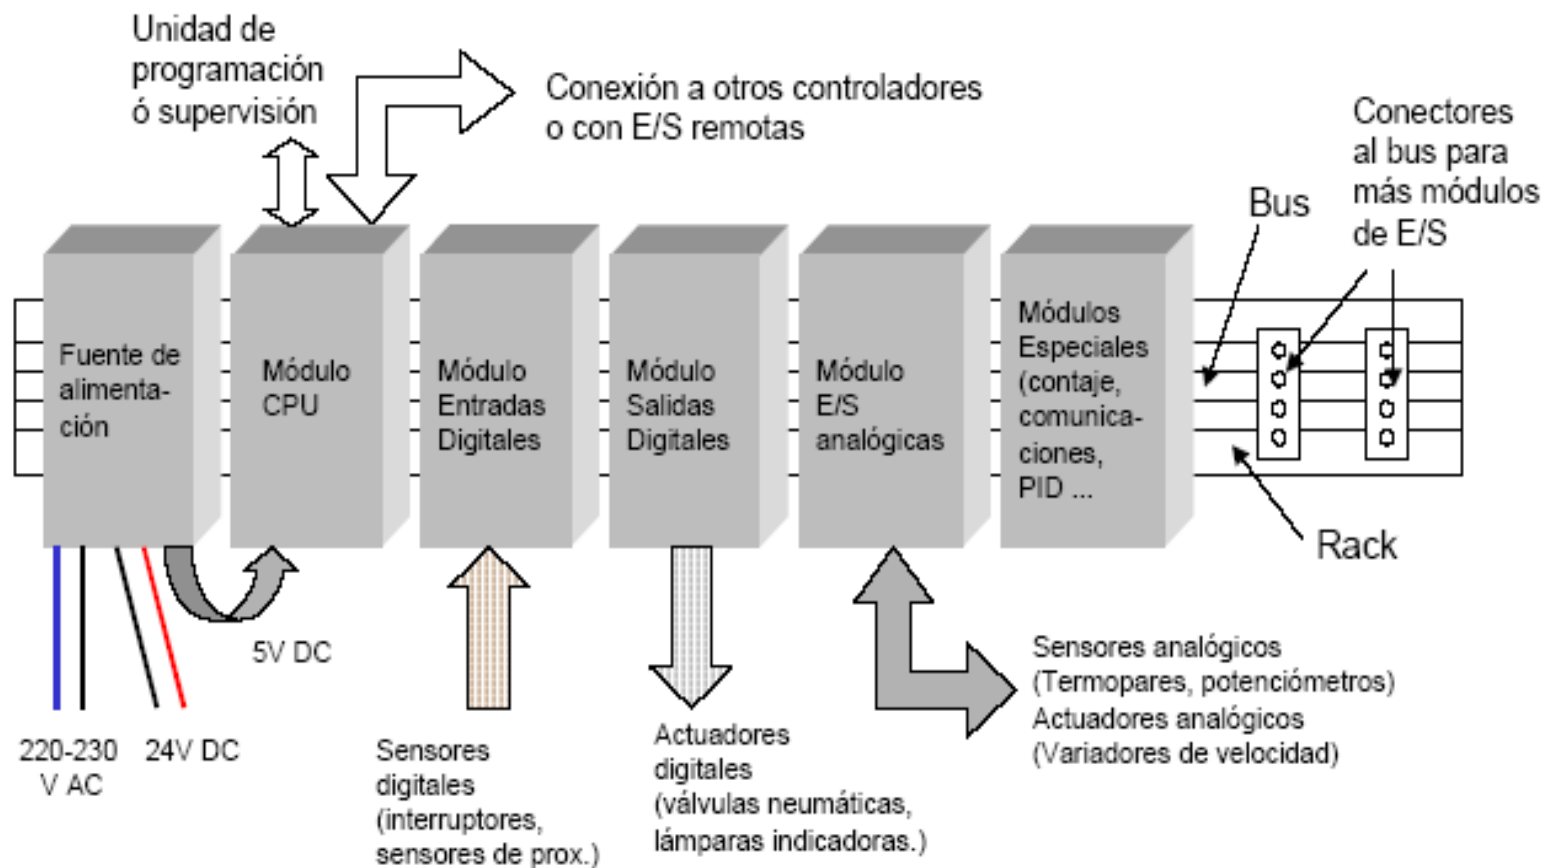 Unidad de
programación
ó supervisión
Conexión a otros controladores
o con E/S remotas
Conectores
al bus para
más módulos
de E/S
Bus
Fuente de
alimenta-
ción
Módulo
CPU
Módulo
Entradas
Digitales
Módulo
Salidas
Digitales
Módulo
E/S
analógicas
Módulos
Especiales
(contaje,
comunica-
ciones,
PID ...
Rack
5V DC
220-230
V AC
24V DC
Sensores
digitales
(interruptores,
sensores de prox.)
Actuadores
digitales
(válvulas neumáticas,
lámparas indicadoras.)
Sensores analógicos
(Termopares, potenciómetros)
Actuadores analógicos
(Variadores de velocidad)